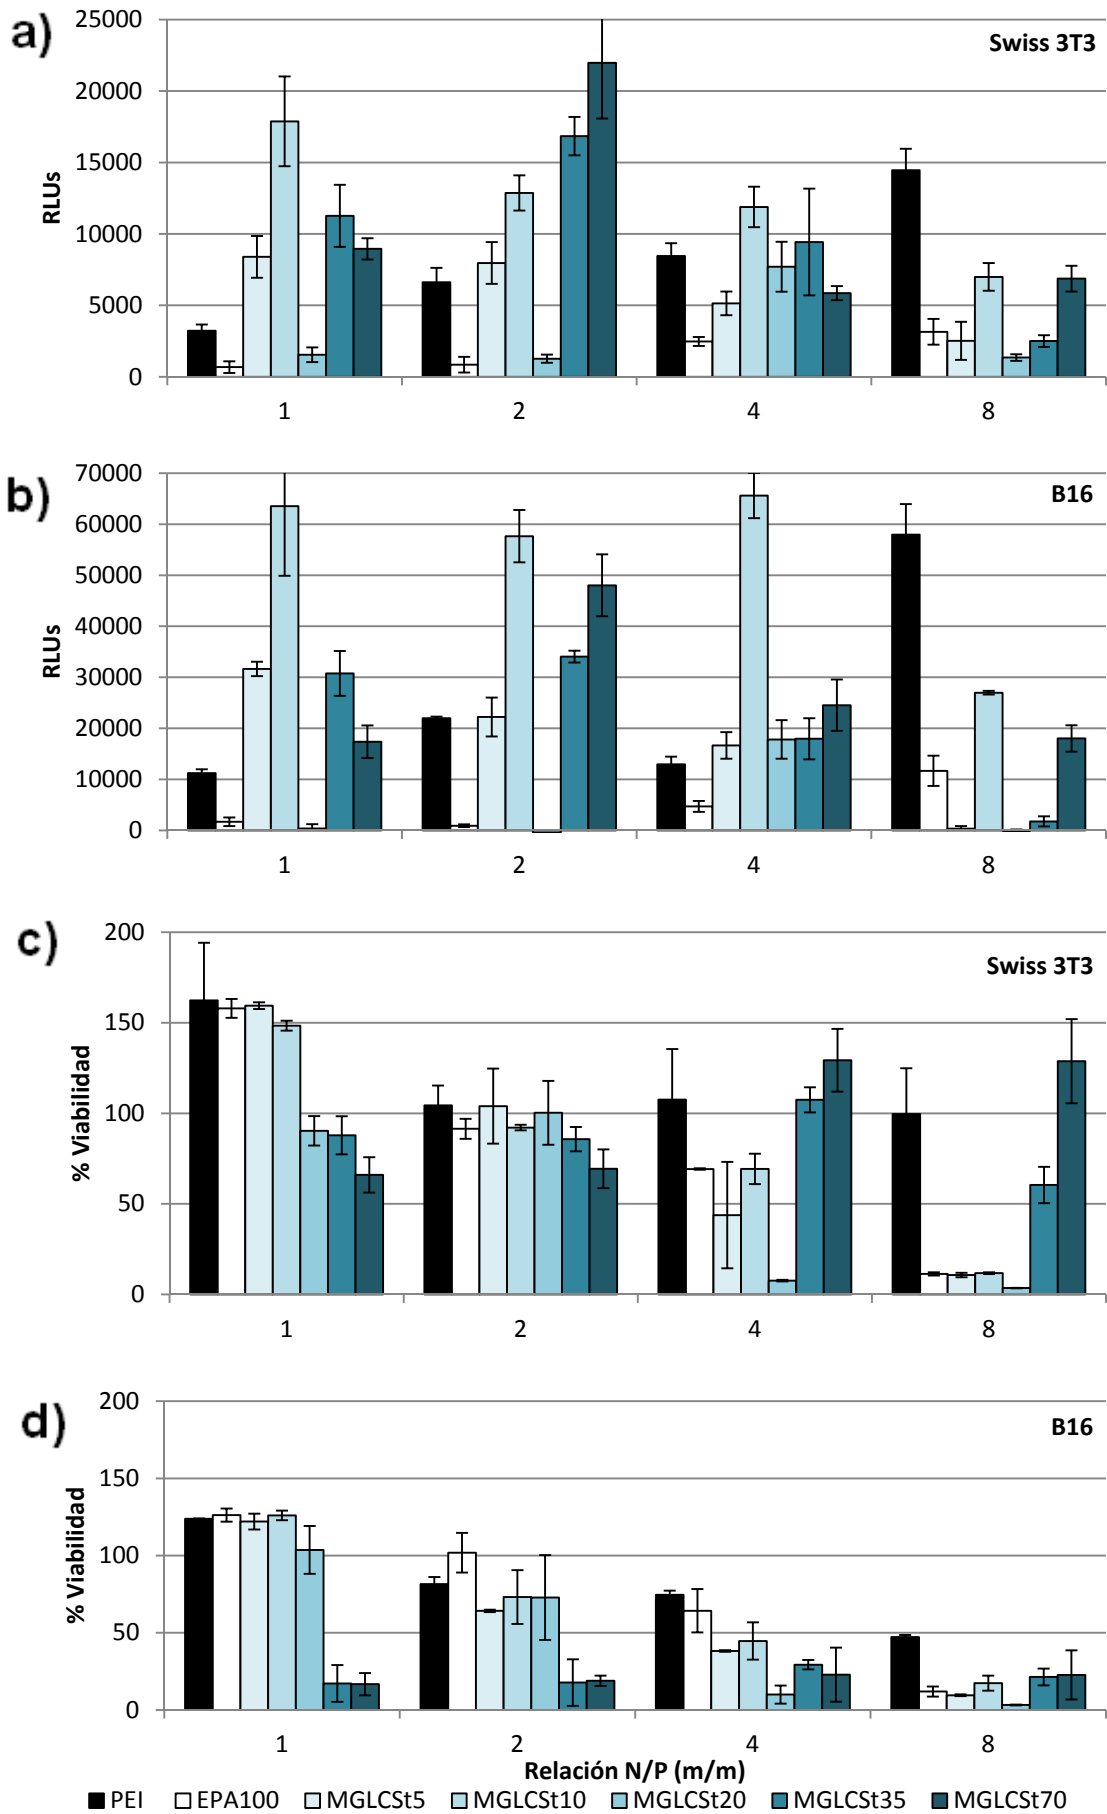 a)
Swiss 3T3
25000
20000
15000
10000
5000
0
RLUs
1 2 4 8
b)
B16
70000
60000
50000
40000
30000
20000
10000
0
RLUs
1 2 4 8
c)
Swiss 3T3
200
150
100
50
0
% Viabilidad
1 2 4 8
d)
B16
200
150
100
50
0
% Viabilidad
1 2 4 8
Relación N/P (m/m)
PEI EPA100 MGLCSt5 MGLCSt10 MGLCSt20 MGLCSt35 MGLCSt70